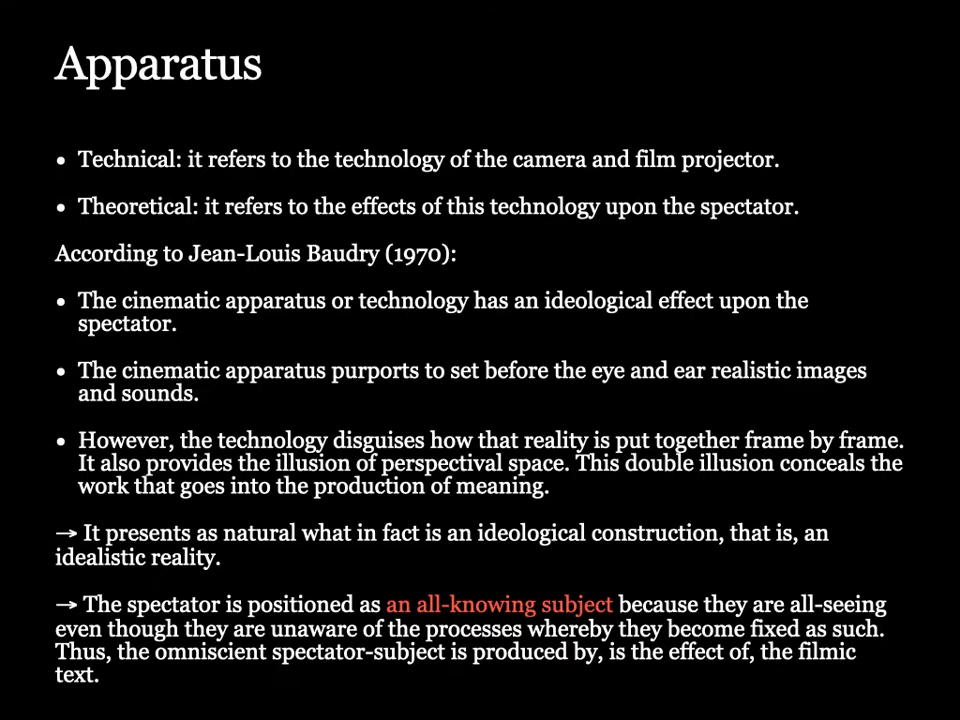 Apparatus
• Technical: it refers to the technology of the camera and film projector.
• Theoretical: it refers to the effects of this technology upon the spectator.
According to Jean-Louis Baudry (1970):
• The cinematic apparatus or technology has an ideological effect upon the
spectator.
• The cinematic apparatus purports to set before the eye and ear realistic images
and sounds.
• However, the technology disguises how that reality is put together frame by frame.
It also provides the illusion of perspectival space. This double illusion conceals the
work that goes into the production of meaning.
→ It presents as natural what in fact is an ideological construction, that is, an
idealistic reality.
→ The spectator is positioned as an all-knowing subject because they are all-seeing
even though they are unaware of the processes whereby they become fixed as such.
Thus, the omniscient spectator-subject is produced by, is the effect of, the filmic
text.